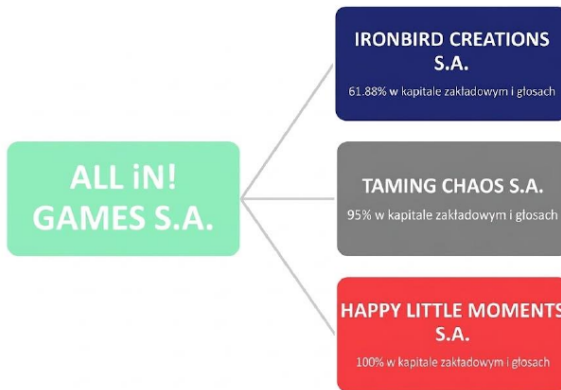 IRONBIRD CREATIONS
S.A.
61.88% w kapitale zakładowym i głosach
ALL iN!
GAMES S.A.
TAMING CHAOS S.A.
95% w kapitale zakładowym i głosach
HAPPY LITTLE MOMENTS
S.A.
100% w kapitale zakładowym i głosach